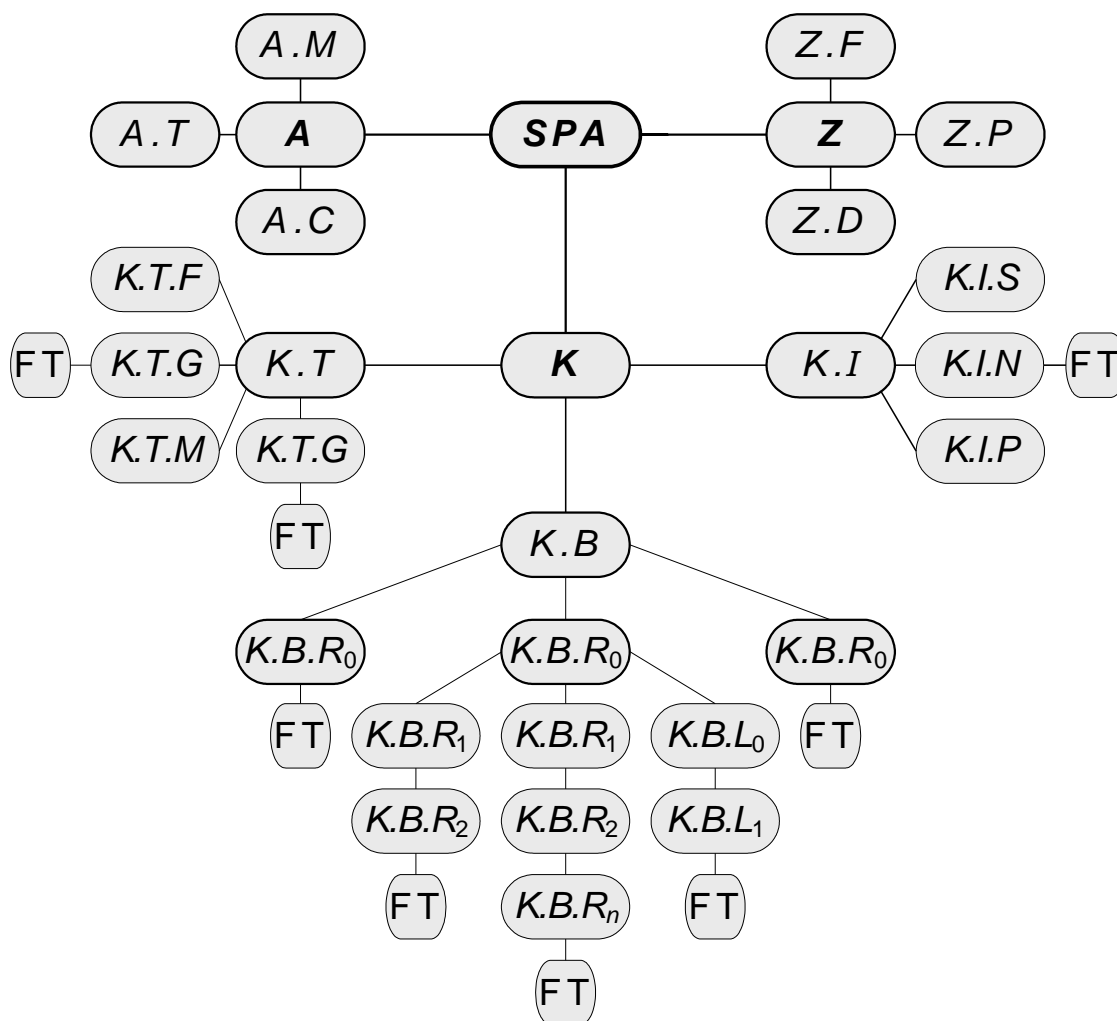 A.M Z.F
A.T A SPA Z Z.P
A.C Z.D
K.T.F K.I.S
FT K.T.G K.T K K.I K.I.N FT
K.T.M K.T.G K.I.P
FT K.B
K.B.R₀ K.B.R₀ K.B.R₀
FT K.B.R₁ K.B.R₁ K.B.L₀ FT
K.B.R₂ K.B.R₂ K.B.L₁
FT K.B.Rₙ FT
FT